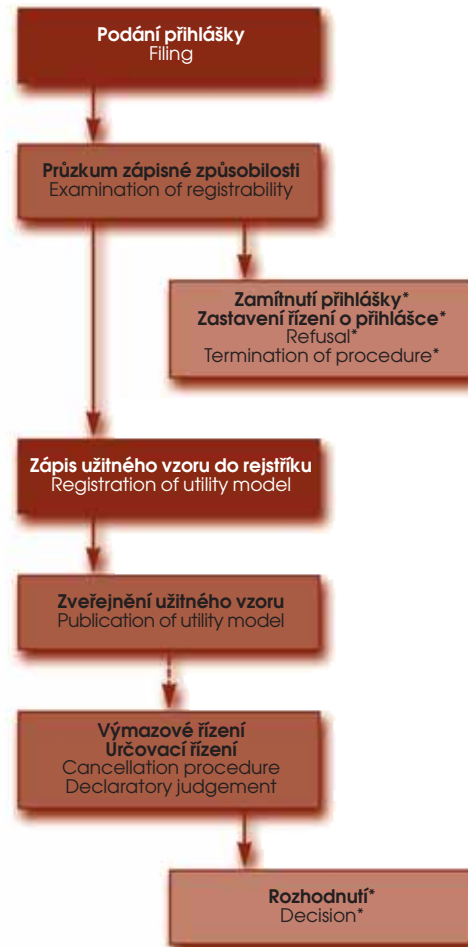 Podání přihlášky
Filing
Průzkum zápisné způsobilosti
Examination of registrability
Zamítnutí přihlášky*
Zastavení řízení o přihlášce*
Refusal*
Termination of procedure*
Zápis užitného vzoru do rejstříku
Registration of utility model
Zveřejnění užitného vzoru
Publication of utility model
Výmazové řízení
Určovací řízení
Cancellation procedure
Declaratory judgement
Rozhodnutí*
Decision*